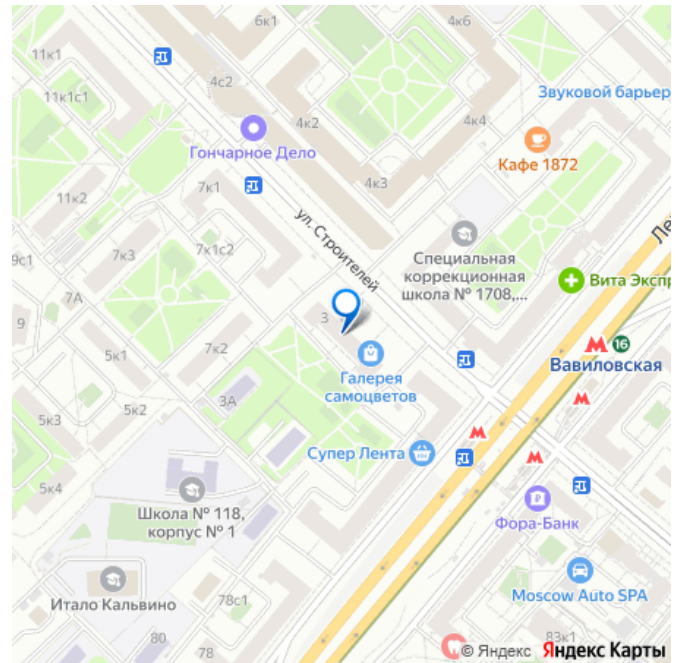 6к1
4к6
11к1
11к1с1
4с2
Звуковой барьер
4к2
4к4
Гончарное Дело
Кафе 1872
4к3
7к1
11к2
ул. Строителей
Специальная
коррекционная
школа № 1708,...
7к3
7к1с2
9с1
Вита Экспр
7А
3
9
16
Вавиловская
5к1
7к2
Галерея
самоцветов
3А
5к2
5к3
Супер Лента
5к4
Школа № 118,
корпус № 1
Фора-Банк
Итало Кальвино
78с1
Moscow Auto SPA
80
78
83к1
© Яндекс Яндекс Карты